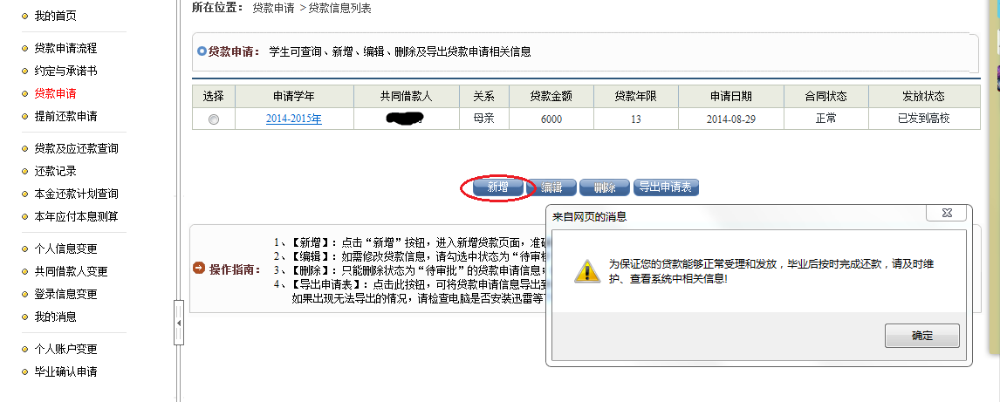 我的首页
贷款申请流程
约定与承诺书
贷款申请
提前还款申请
贷款及应还款查询
还款记录
本金还款计划查询
本年应付本息测算
个人信息变更
共同借款人变更
登录信息变更
我的消息
个人账户变更
毕业确认申请
所在位置： 贷款申请 >贷款信息列表
贷款申请： 学生可查询、新增、编辑、删除及导出贷款申请相关信息
选择 申请学年 共同借款人 关系 贷款金额 贷款年限 申请日期 合同状态 发放状态
2014-2015年 母亲 6000 13 2014-08-29 正常 已发到高校
新增 编辑 删除 导出申请表
操作指南：
1、【新增】：点击“新增”按钮，进入新增贷款页面，准确
2、【编辑】：如需修改贷款信息，请勾选中状态为“待审核
3、【删除】：只能删除状态为“待审批”的贷款申请信息；
4、【导出申请表】：点击此按钮，可将贷款申请信息导出到
如果出现无法导出的情况，请检查电脑是否安装迅雷等下
来自网页的消息
为保证您的贷款能够正常受理和发放，毕业后按时完成还款，请及时维
护、查看系统中相关信息!
确定